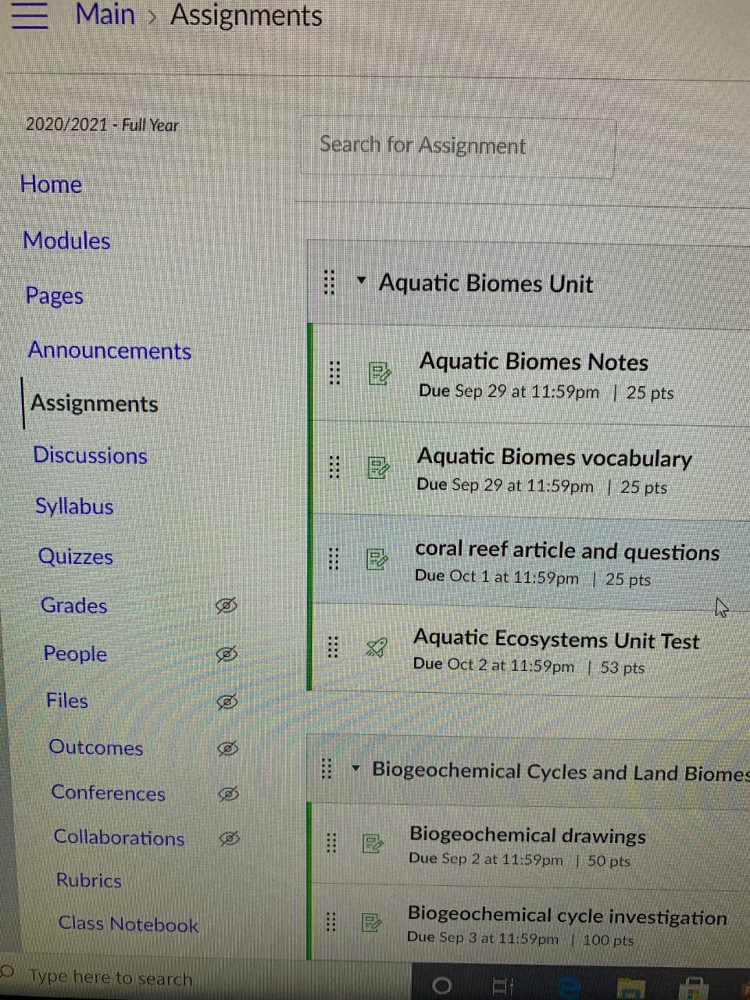 Main > Assignments
2020/2021 - Full Year
Home
Modules
Pages
Announcements
Assignments
Discussions
Syllabus
Quizzes
Grades
People
Files
Outcomes
Conferences
Collaborations
Rubrics
Class Notebook
Search for Assignment
Aquatic Biomes Unit
Aquatic Biomes Notes
Due Sep 29 at 11:59pm | 25 pts
Aquatic Biomes vocabulary
Due Sep 29 at 11:59pm | 25 pts
coral reef article and questions
Due Oct 1 at 11:59pm | 25 pts
Aquatic Ecosystems Unit Test
Due Oct 2 at 11:59pm | 53 pts
Biogeochemical Cycles and Land Biomes
Biogeochemical drawings
Due Sep 2 at 11:59pm | 50 pts
Biogeochemical cycle investigation
Due Sep 3 at 11:59pm | 100 pts
Type here to search